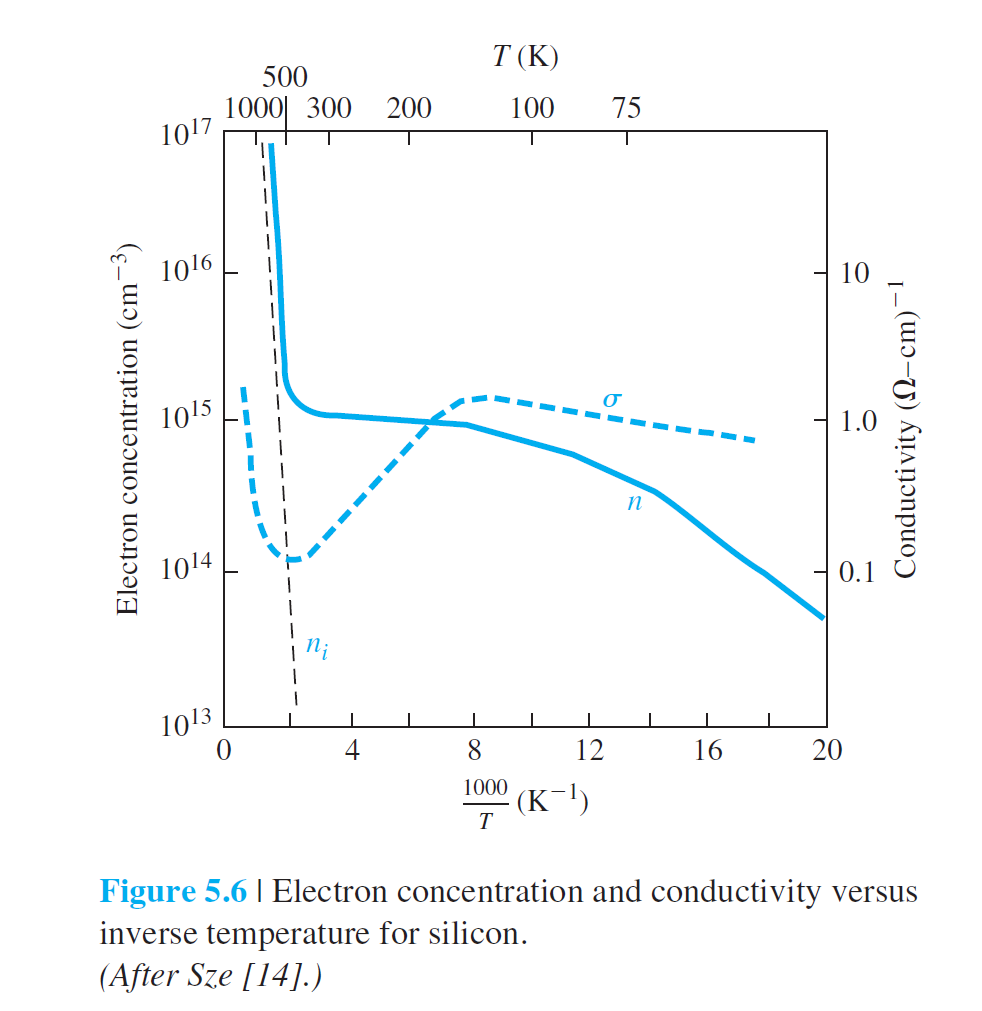 T (K)
500
1000 300 200 100 75
10^17
10^16
10^15
10^14
10^13
Electron concentration (cm^−3)
10
1.0
0.1
Conductivity (Ω–cm)^−1
σ
n
n_i
0 4 8 12 16 20
1000/T (K^−1)
Figure 5.6 | Electron concentration and conductivity versus
inverse temperature for silicon.
(After Sze [14].)